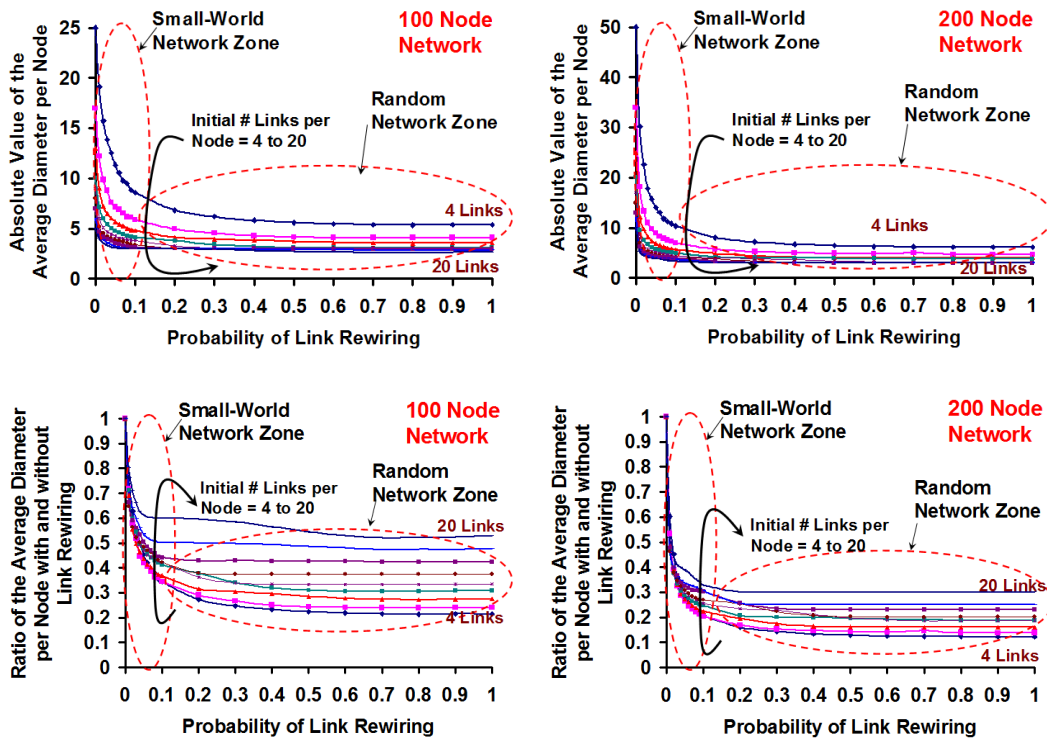 Small-World
Network Zone
100 Node
Network
Random
Network Zone
Initial # Links per
Node = 4 to 20
4 Links
20 Links
Absolute Value of the
Average Diameter per Node
25
20
15
10
5
0
0 0.1 0.2 0.3 0.4 0.5 0.6 0.7 0.8 0.9 1
Probability of Link Rewiring
Small-World
Network Zone
200 Node
Network
Random
Network Zone
Initial # Links per
Node = 4 to 20
4 Links
20 Links
Absolute Value of the
Average Diameter per Node
50
40
30
20
10
0
0 0.1 0.2 0.3 0.4 0.5 0.6 0.7 0.8 0.9 1
Probability of Link Rewiring
Small-World
Network Zone
100 Node
Network
Random
Network Zone
Initial # Links per
Node = 4 to 20
20 Links
4 Links
Ratio of the Average Diameter
per Node with and without
Link Rewiring
1
0.9
0.8
0.7
0.6
0.5
0.4
0.3
0.2
0.1
0
0 0.1 0.2 0.3 0.4 0.5 0.6 0.7 0.8 0.9 1
Probability of Link Rewiring
Small-World
Network Zone
200 Node
Network
Random
Network Zone
Initial # Links per
Node = 4 to 20
20 Links
4 Links
Ratio of the Average Diameter
per Node with and without
Link Rewiring
1
0.9
0.8
0.7
0.6
0.5
0.4
0.3
0.2
0.1
0
0 0.1 0.2 0.3 0.4 0.5 0.6 0.7 0.8 0.9 1
Probability of Link Rewiring